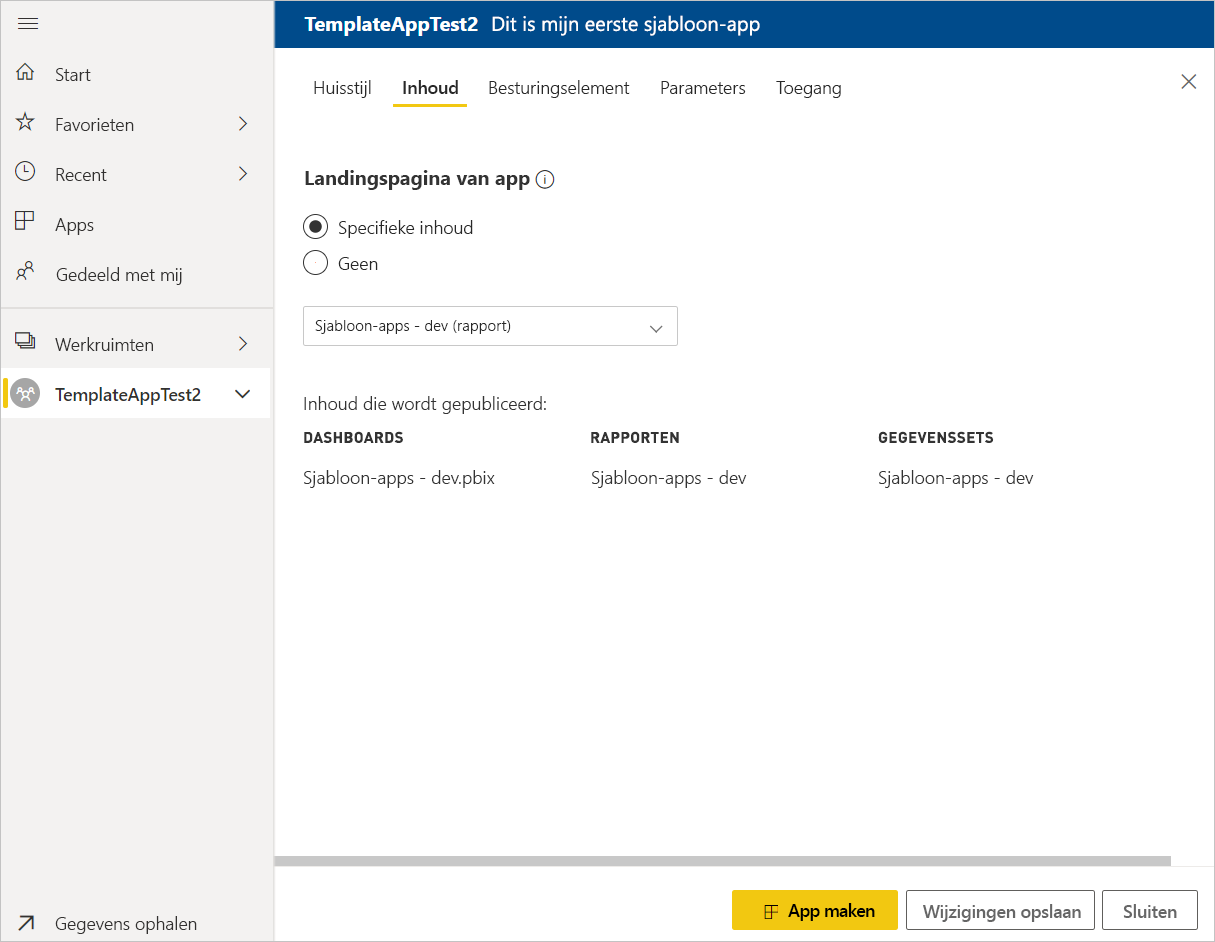 TemplateAppTest2 Dit is mijn eerste sjabloon-app
Start
Favorieten
Recent
Apps
Gedeeld met mij
Werkruimten
TemplateAppTest2
Gegevens ophalen
Huisstijl Inhoud Besturingselement Parameters Toegang
Landingspagina van app
Specifieke inhoud
Geen
Sjabloon-apps - dev (rapport)
Inhoud die wordt gepubliceerd:
DASHBOARDS RAPPORTEN GEGEVENSSETS
Sjabloon-apps - dev.pbix Sjabloon-apps - dev Sjabloon-apps - dev
App maken Wijzigingen opslaan Sluiten